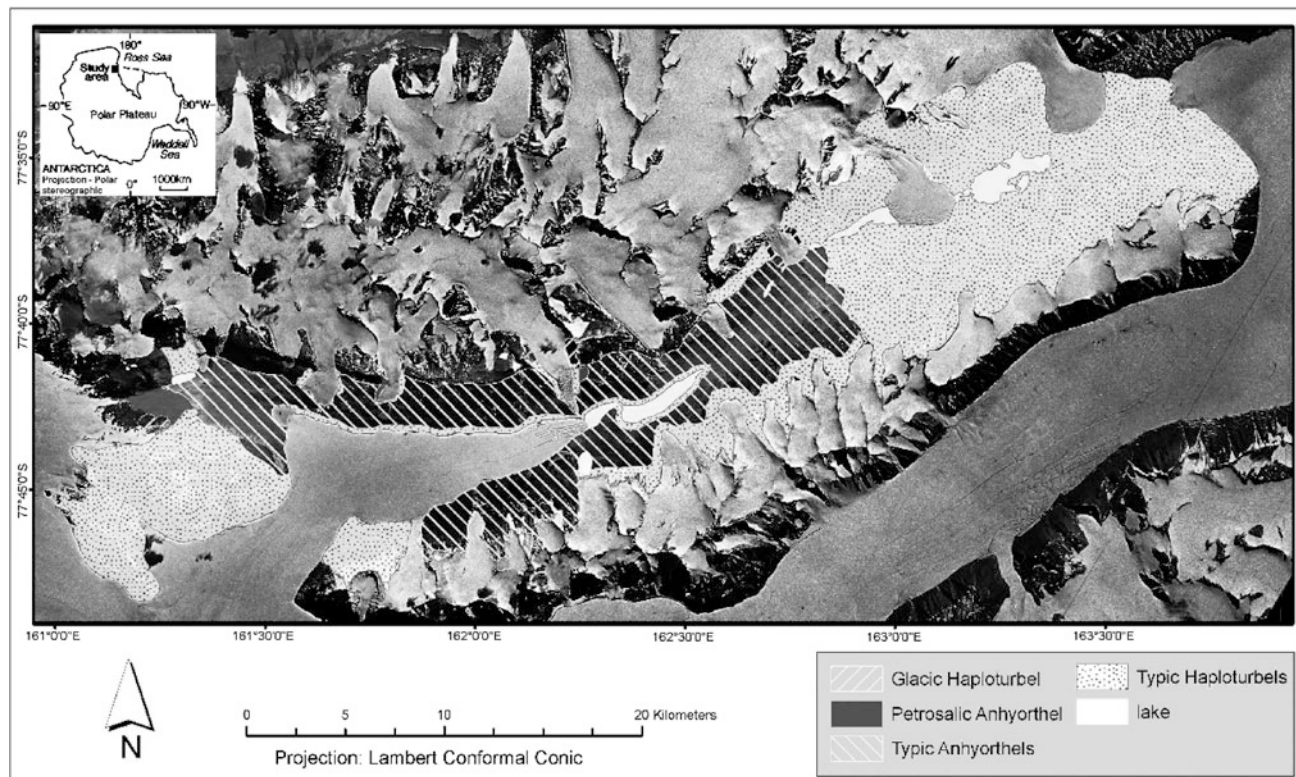 180°
Ross Sea
Study
area
90°E
90°W
Polar Plateau
Weddell
Sea
ANTARCTICA
Projection - Polar
stereographic
0°
1000km
77°35'0"S
77°40'0"S
77°45'0"S
161°0'0"E
161°30'0"E
162°0'0"E
162°30'0"E
163°0'0"E
163°30'0"E
N
0 5 10 20 Kilometers
Projection: Lambert Conformal Conic
Glacic Haploturbel
Petrosalic Anhyorthel
Typic Anhyorthels
Typic Haploturbels
lake